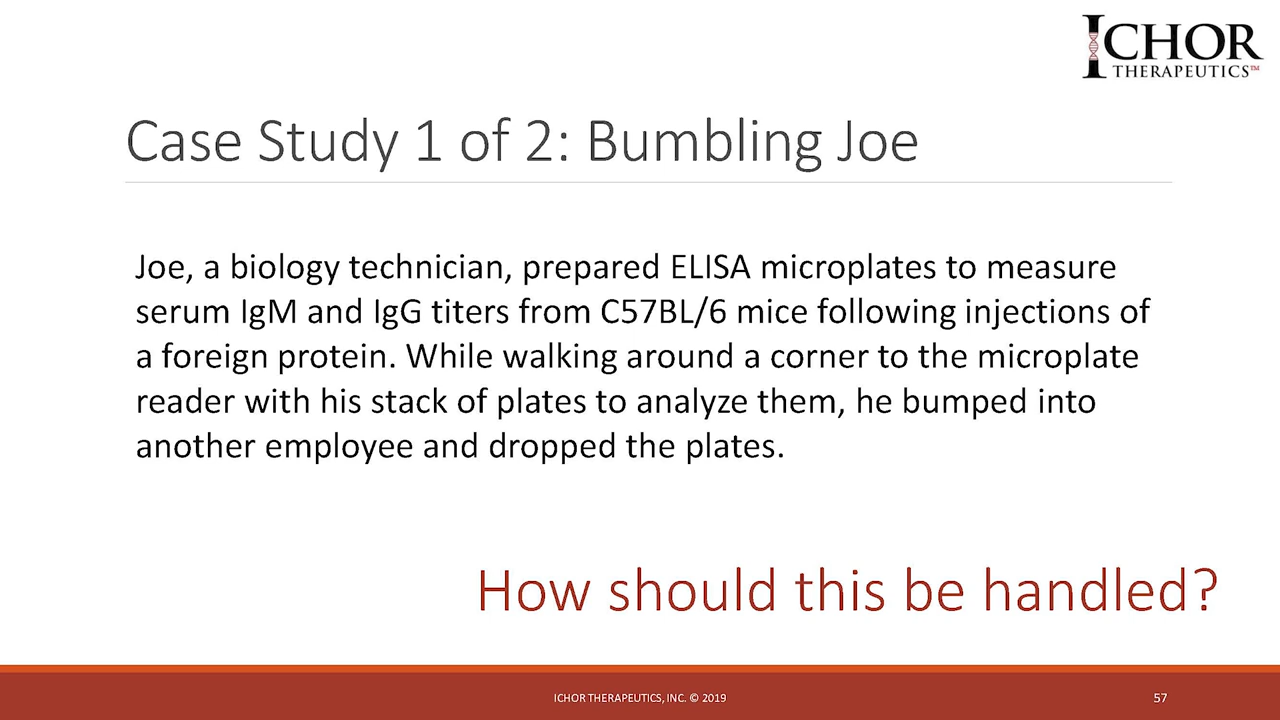 ICHOR
THERAPEUTICS™
Case Study 1 of 2: Bumbling Joe
Joe, a biology technician, prepared ELISA microplates to measure
serum IgM and IgG titers from C57BL/6 mice following injections of
a foreign protein. While walking around a corner to the microplate
reader with his stack of plates to analyze them, he bumped into
another employee and dropped the plates.
How should this be handled?
ICHOR THERAPEUTICS, INC. © 2019
57